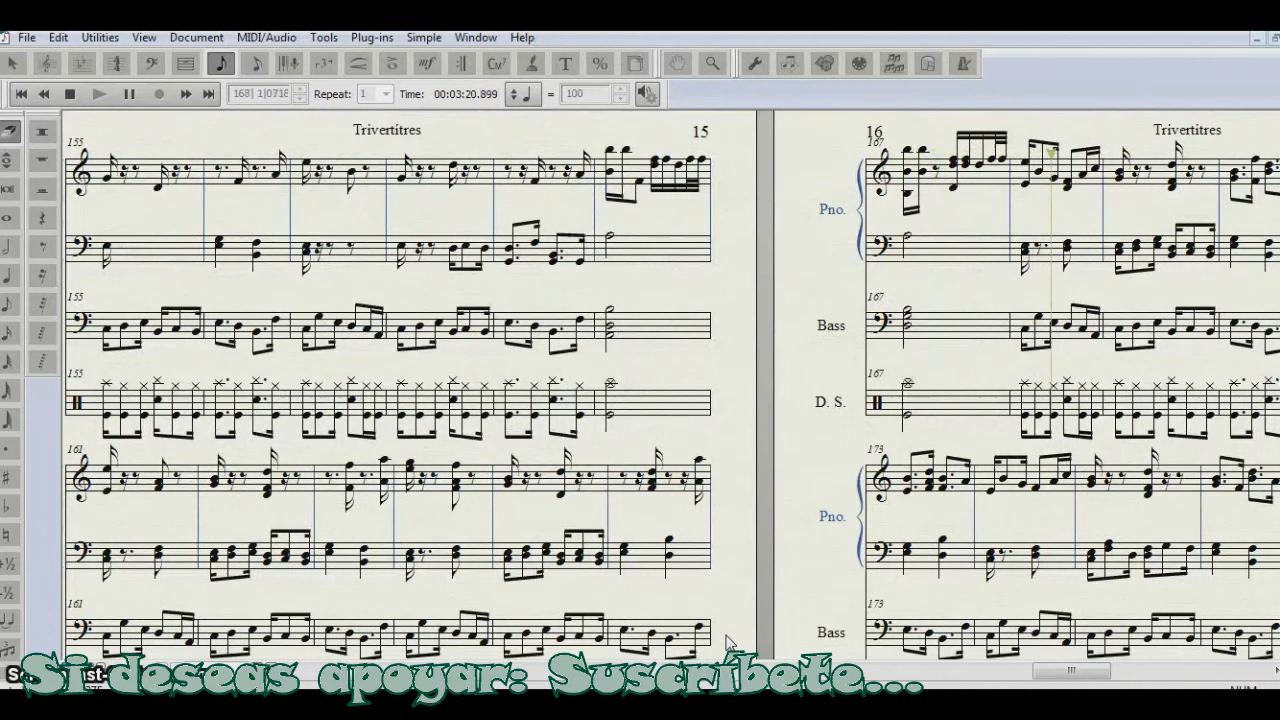 File Edit Utilities View Document MIDI/Audio Tools Plug-ins Simple Window Help
Repeat: 1 Time: 00:03:20.899 = 100
Trivertitres 15
16 Trivertitres
155
167
Pno.
155
167
Bass
155
167
D. S.
161
173
Pno.
161
173
Bass
Si deseas apoyar: Suscríbete...